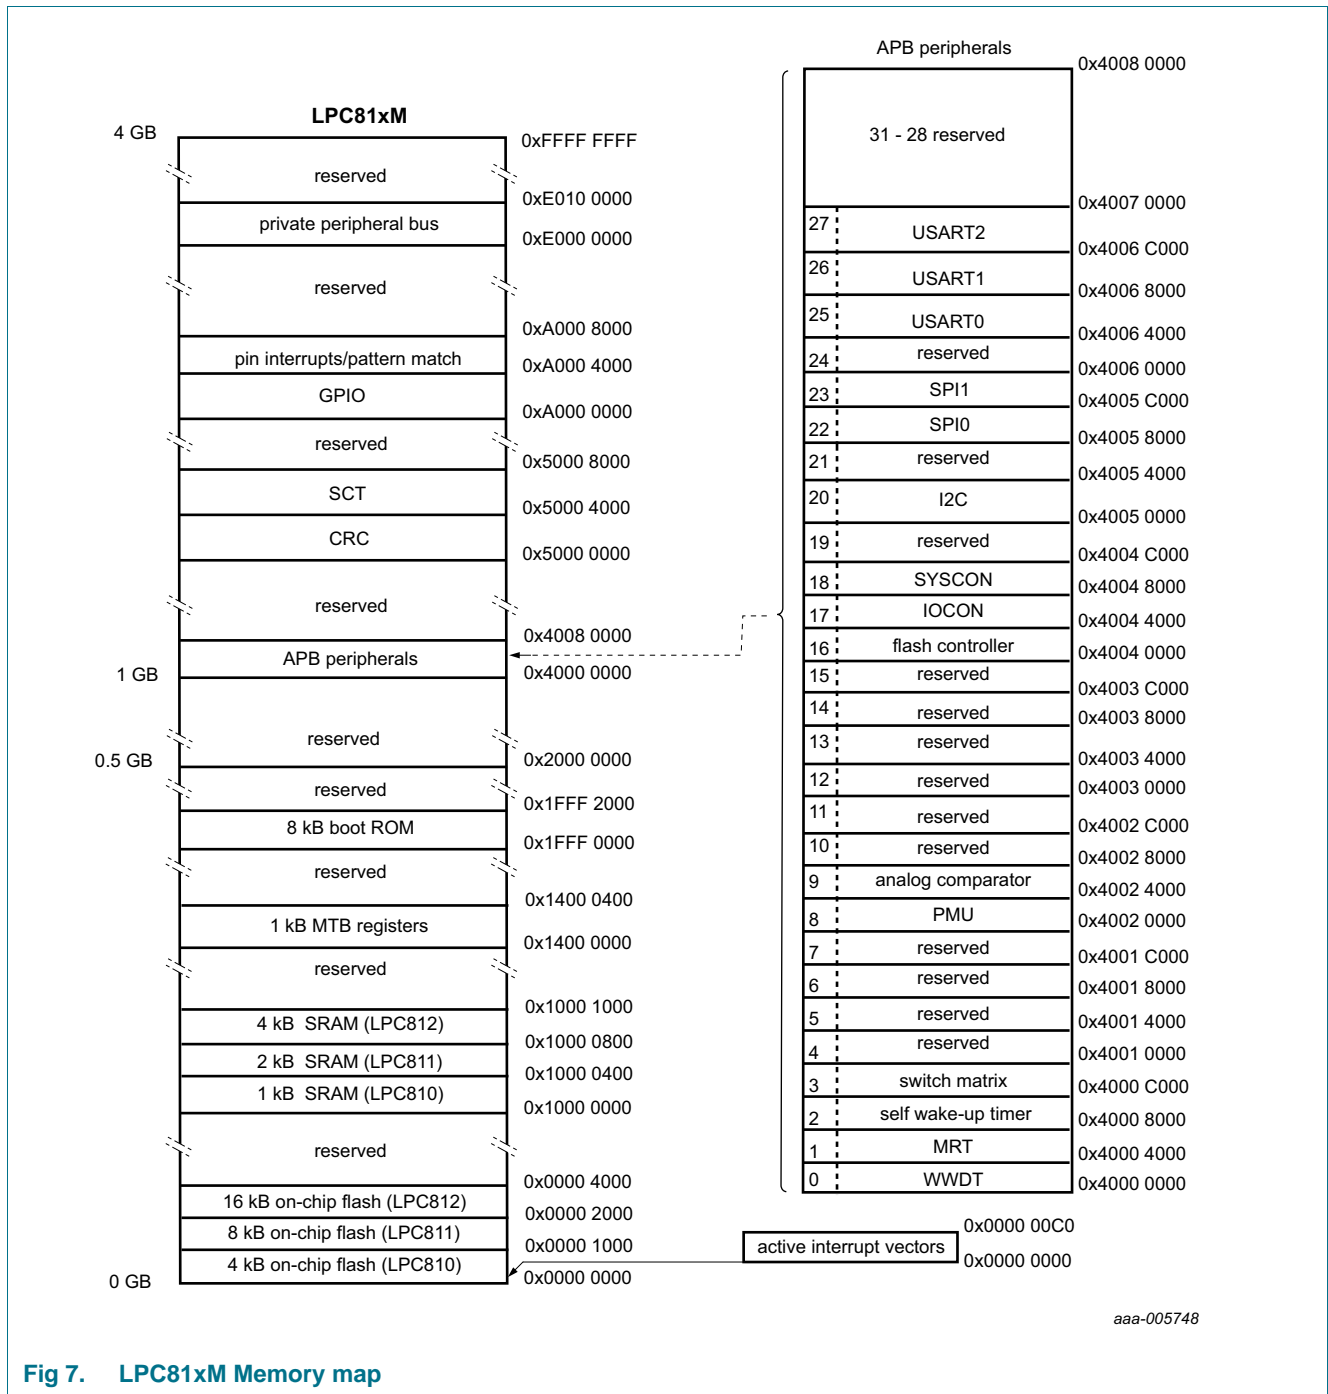 APB peripherals
0x4008 0000
LPC81xM
4 GB
0xFFFF FFFF
reserved
0xE010 0000
private peripheral bus
0xE000 0000
reserved
0xA000 8000
pin interrupts/pattern match
0xA000 4000
GPIO
0xA000 0000
reserved
0x5000 8000
SCT
0x5000 4000
CRC
0x5000 0000
reserved
0x4008 0000
APB peripherals
1 GB
0x4000 0000
reserved
0.5 GB
0x2000 0000
reserved
0x1FFF 2000
8 kB boot ROM
0x1FFF 0000
reserved
0x1400 0400
1 kB MTB registers
0x1400 0000
reserved
0x1000 1000
4 kB SRAM (LPC812)
0x1000 0800
2 kB SRAM (LPC811)
0x1000 0400
1 kB SRAM (LPC810)
0x1000 0000
reserved
0x0000 4000
16 kB on-chip flash (LPC812)
0x0000 2000
8 kB on-chip flash (LPC811)
0x0000 1000
4 kB on-chip flash (LPC810)
0 GB
0x0000 0000
31 - 28 reserved
0x4007 0000
27 USART2
0x4006 C000
26 USART1
0x4006 8000
25 USART0
0x4006 4000
24 reserved
0x4006 0000
23 SPI1
0x4005 C000
22 SPI0
0x4005 8000
21 reserved
0x4005 4000
20 I2C
0x4005 0000
19 reserved
0x4004 C000
18 SYSCON
0x4004 8000
17 IOCON
0x4004 4000
16 flash controller
0x4004 0000
15 reserved
0x4003 C000
14 reserved
0x4003 8000
13 reserved
0x4003 4000
12 reserved
0x4003 0000
11 reserved
0x4002 C000
10 reserved
0x4002 8000
9 analog comparator
0x4002 4000
8 PMU
0x4002 0000
7 reserved
0x4001 C000
6 reserved
0x4001 8000
5 reserved
0x4001 4000
4 reserved
0x4001 0000
3 switch matrix
0x4000 C000
2 self wake-up timer
0x4000 8000
1 MRT
0x4000 4000
0 WWDT
0x4000 0000
0x0000 00C0
active interrupt vectors
0x0000 0000
aaa-005748
Fig 7. LPC81xM Memory map